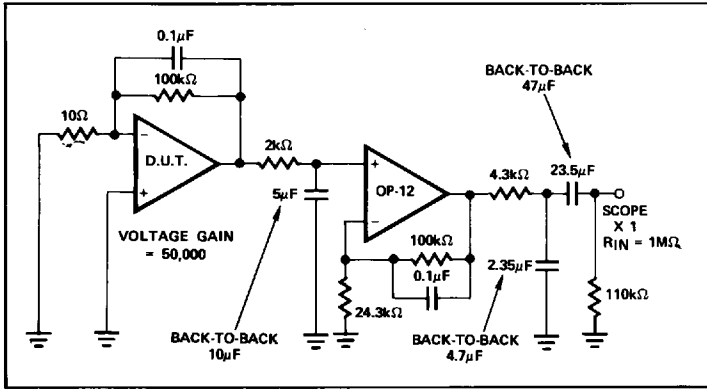 0.1μF
100kΩ
10Ω
−
D.U.T.
+
VOLTAGE GAIN
= 50,000
2kΩ
5μF
BACK-TO-BACK
10μF
+
OP-12
−
100kΩ
0.1μF
24.3kΩ
4.3kΩ
2.35μF
BACK-TO-BACK
4.7μF
BACK-TO-BACK
47μF
23.5μF
SCOPE
X 1
RIN = 1MΩ
110kΩ